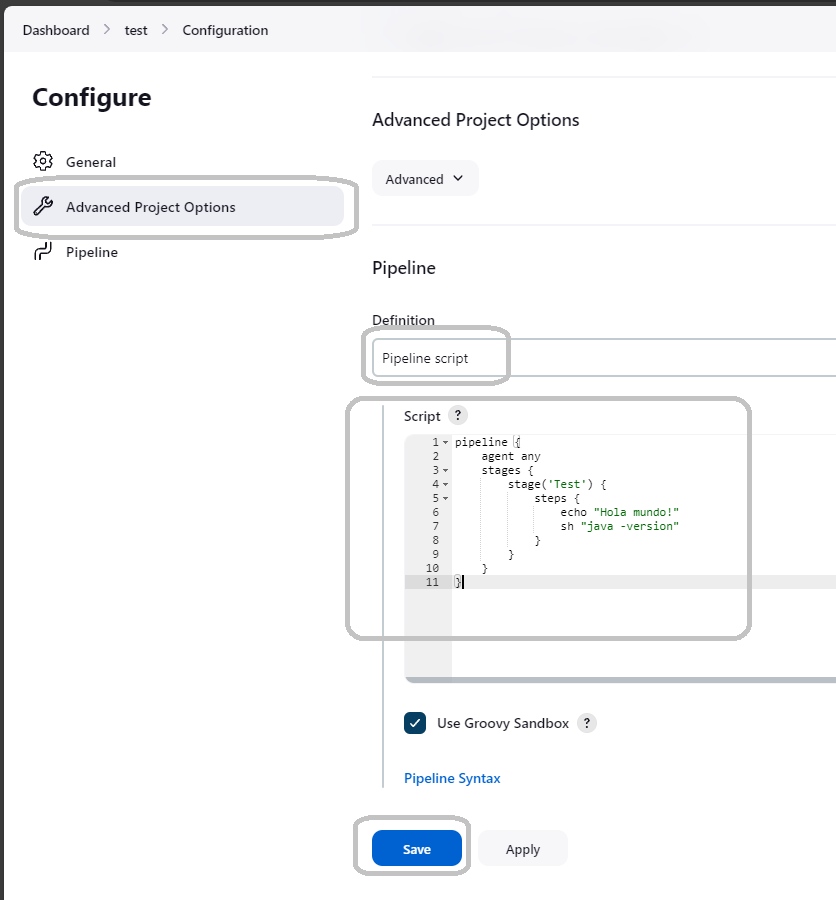 Dashboard > test > Configuration
Configure
General
Advanced Project Options
Pipeline
Advanced Project Options
Advanced
Pipeline
Definition
Pipeline script
Script ?
1 pipeline {
2     agent any
3     stages {
4         stage('Test') {
5             steps {
6                 echo "Hola mundo!"
7                 sh "java -version"
8             }
9         }
10     }
11 }
Use Groovy Sandbox ?
Pipeline Syntax
Save Apply